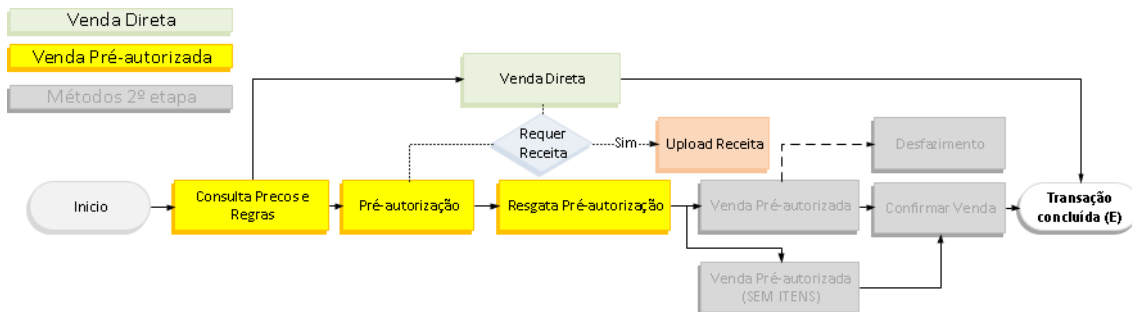 Venda Direta
Venda Pré-autorizada
Métodos 2º etapa
Venda Direta
Requer
Receita
Sim
Upload Receita
Desfazimento
Inicio
Consulta Precos e
Regras
Pré-autorização
Resgata Pré-autorização
Venda Pré-autorizada
Confirmar Venda
Transação
concluída (E)
Venda Pré-autorizada
(SEM ITENS)